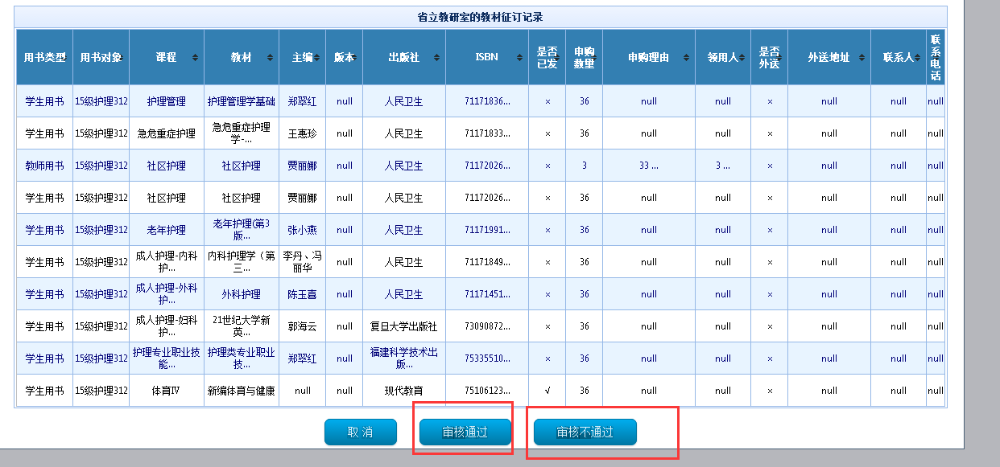 省立教研室的教材征订记录
用书类型 用书对象 课程 教材 主编 版本 出版社 ISBN 是否已发 申购数量 申购理由 领用人 是否外送 外送地址 联系人 联系电话
学生用书 15级护理312 护理管理 护理管理学基础 郑翠红 null 人民卫生 71171836... × 36 null null × null null null
学生用书 15级护理312 急危重症护理 急危重症护理学-... 王惠珍 null 人民卫生 71171833... × 36 null null × null null null
教师用书 15级护理312 社区护理 社区护理 贾丽娜 null 人民卫生 71172026... × 3 33 ... 3 ... × null null null
学生用书 15级护理312 社区护理 社区护理 贾丽娜 null 人民卫生 71172026... × 36 null null × null null null
学生用书 15级护理312 老年护理 老年护理(第3版... 张小燕 null 人民卫生 71171991... × 36 null null × null null null
学生用书 15级护理312 成人护理-内科护... 内科护理学（第三... 李丹、冯丽华 null 人民卫生 71171849... × 36 null null × null null null
学生用书 15级护理312 成人护理-外科护... 外科护理 陈玉喜 null 人民卫生 71171451... × 36 null null × null null null
学生用书 15级护理312 成人护理-妇科护... 21世纪大学新英... 郭海云 null 复旦大学出版社 73090872... × 36 null null × null null null
学生用书 15级护理312 护理专业职业技能... 护理类专业职业技... 郑翠红 null 福建科学技术出版... 75335510... × 36 null null × null null null
学生用书 15级护理312 体育Ⅳ 新编体育与健康 null null 现代教育 75106123... √ 36 null null × null null null
取 消 审核通过 审核不通过